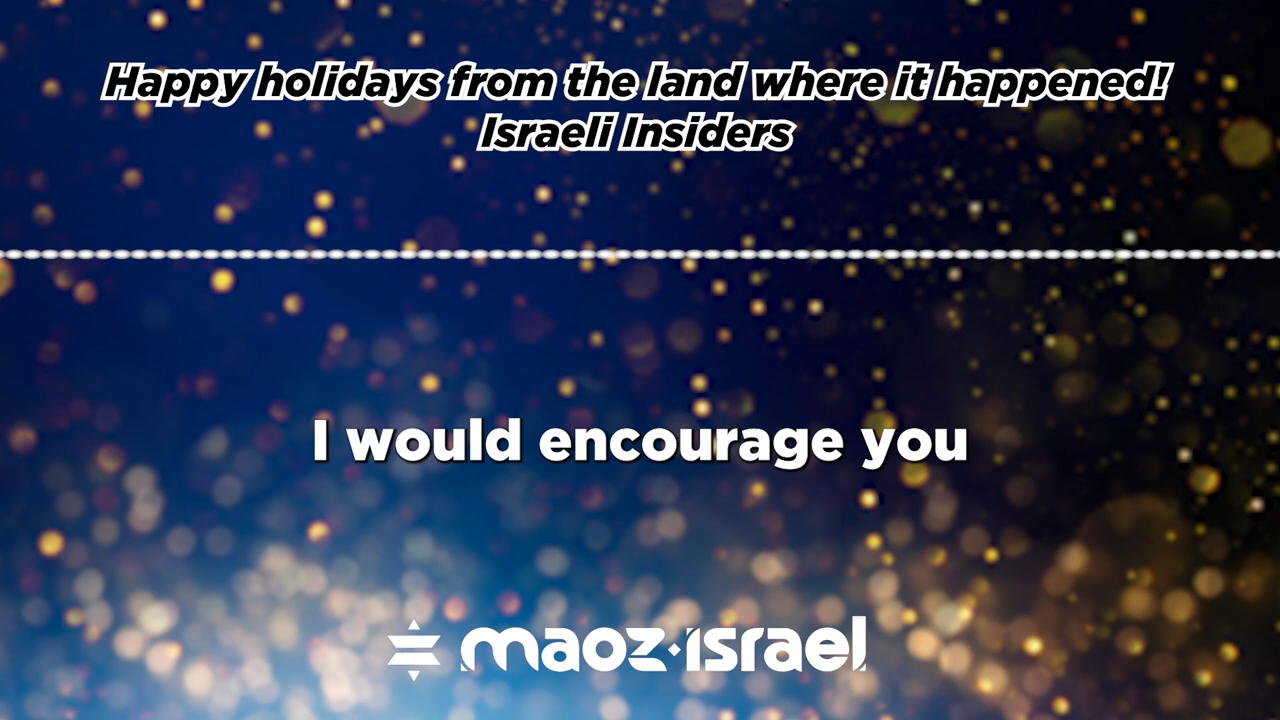 Happy holidays from the land where it happened!
Israeli Insiders
I would encourage you
maoz·israel